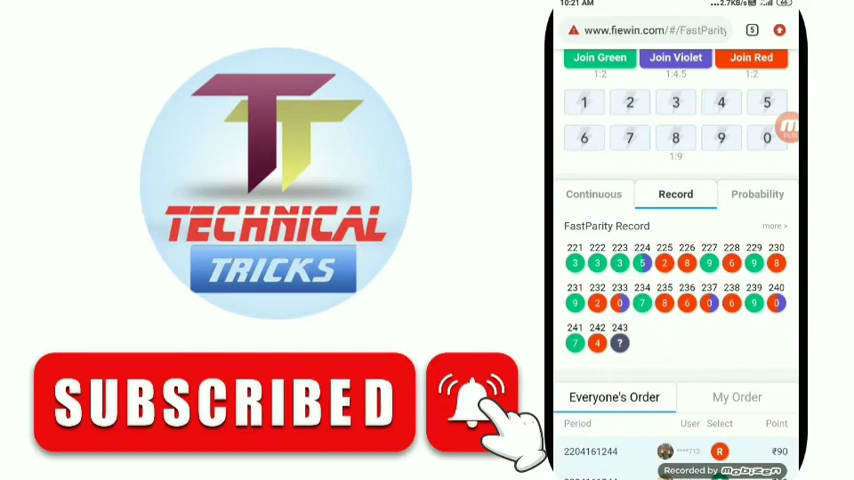 TT
TECHNICAL
TRICKS
SUBSCRIBED
10:21 AM
...2.7KB/s
www.fiewin.com/#/FastParity
5
Join Green Join Violet Join Red
1:2 1:4.5 1:2
1 2 3 4 5
6 7 8 9 0
1:9
Continuous Record Probability
FastParity Record more >
221 222 223 224 225 226 227 228 229 230
3 3 3 5 2 8 9 6 9 8
231 232 233 234 235 236 237 238 239 240
9 2 0 7 8 6 0 6 9 0
241 242 243
7 4 ?
Everyone's Order My Order
Period User Select Point
2204161244 ****713 R ₹90
Recorded by MOBIZEN